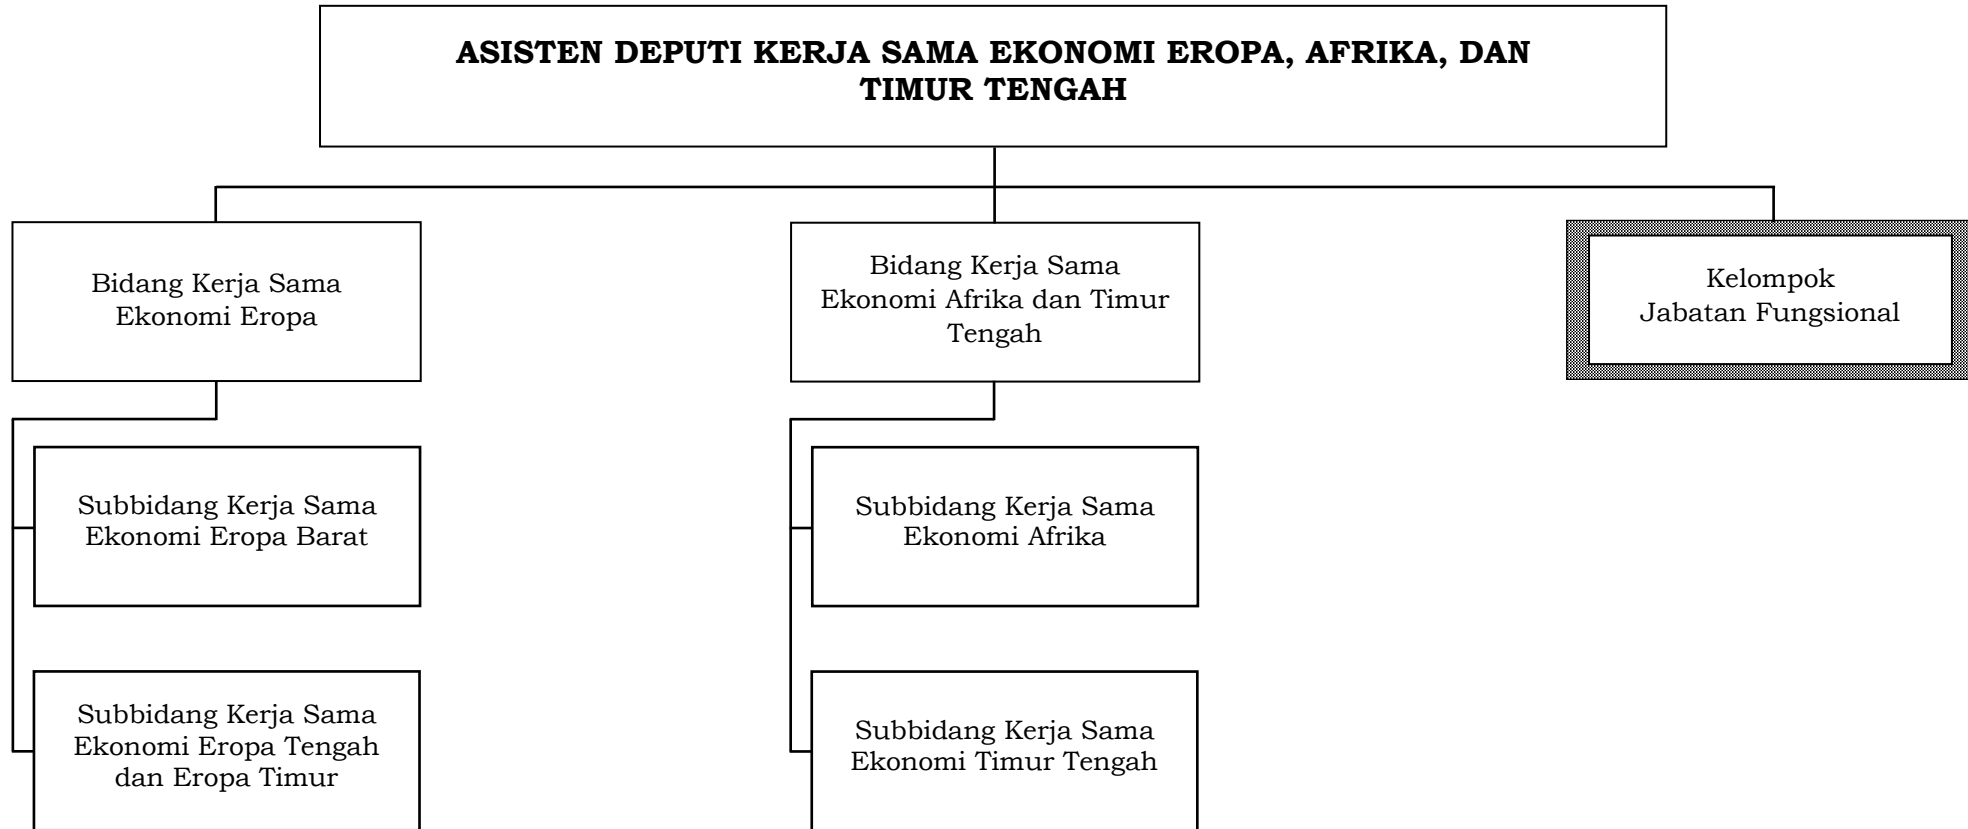 ASISTEN DEPUTI KERJA SAMA EKONOMI EROPA, AFRIKA, DAN
TIMUR TENGAH
Bidang Kerja Sama
Ekonomi Eropa
Bidang Kerja Sama
Ekonomi Afrika dan Timur
Tengah
Kelompok
Jabatan Fungsional
Subbidang Kerja Sama
Ekonomi Eropa Barat
Subbidang Kerja Sama
Ekonomi Afrika
Subbidang Kerja Sama
Ekonomi Eropa Tengah
dan Eropa Timur
Subbidang Kerja Sama
Ekonomi Timur Tengah